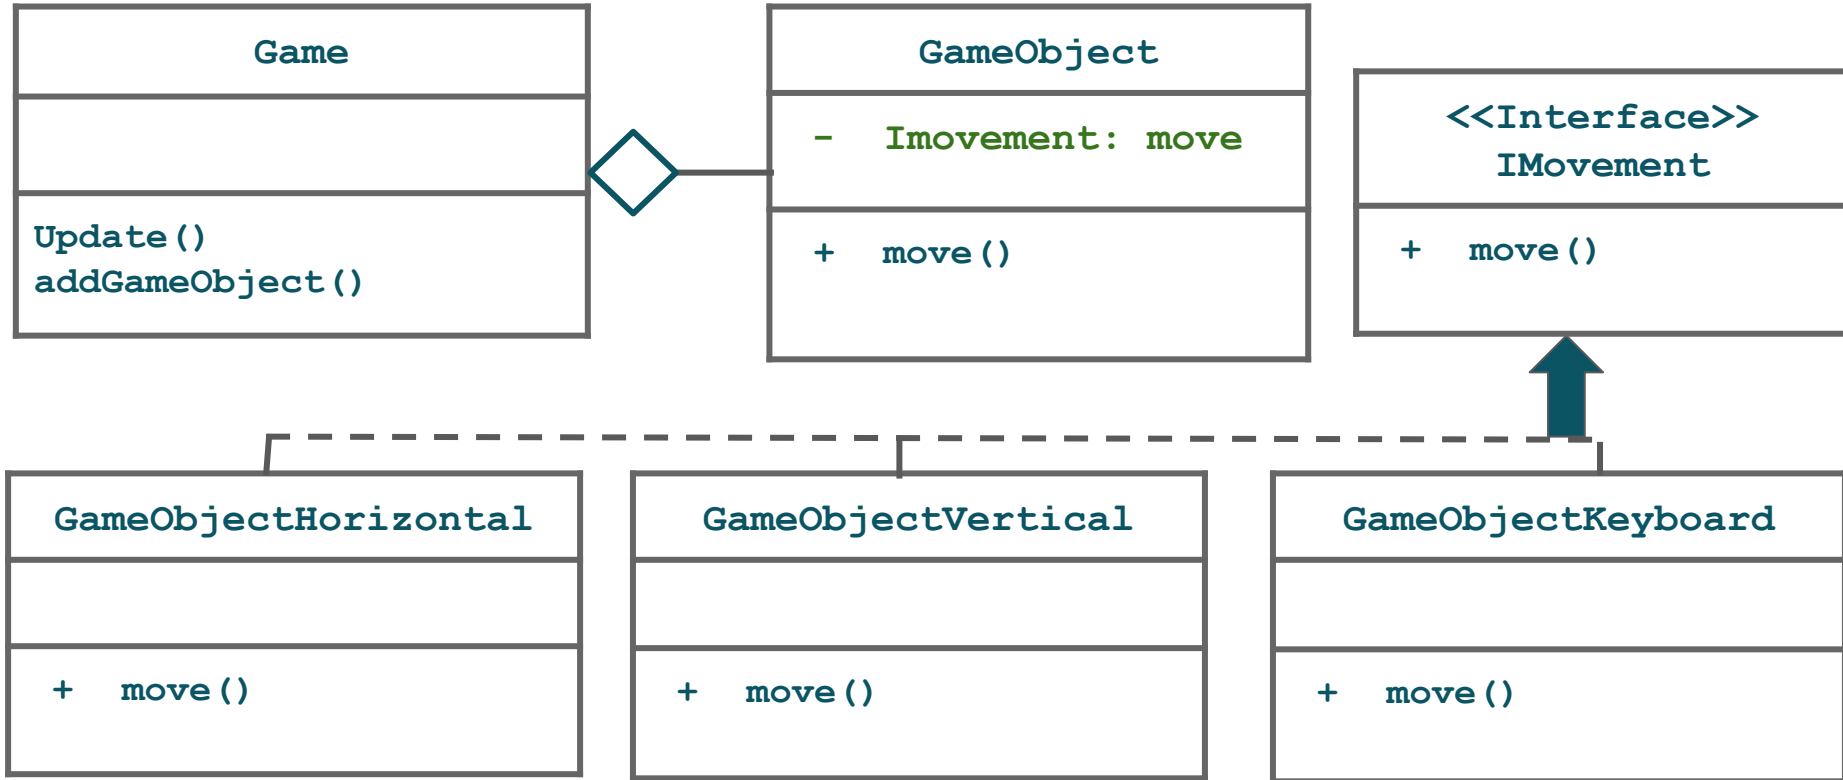 Game
Update()
addGameObject()
GameObject
- Imovement: move
+ move()
<<Interface>>
IMovement
+ move()
GameObjectHorizontal
+ move()
GameObjectVertical
+ move()
GameObjectKeyboard
+ move()